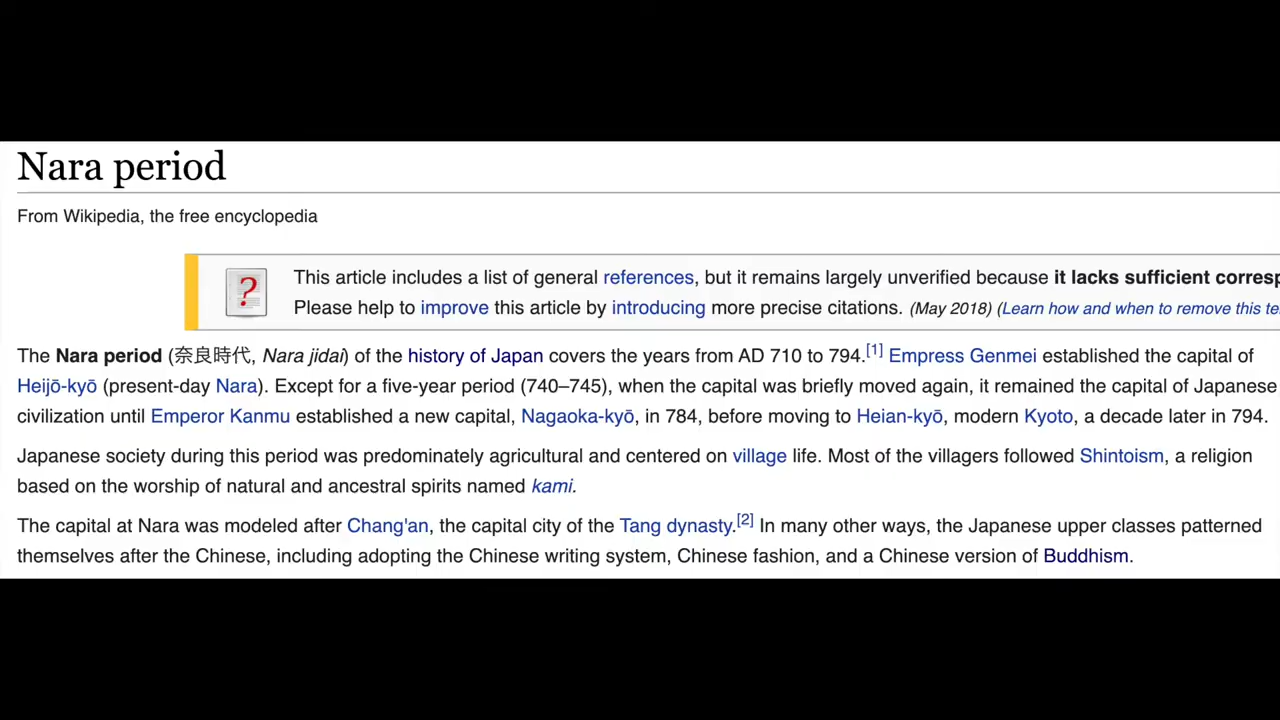 Nara period
From Wikipedia, the free encyclopedia
?
This article includes a list of general references, but it remains largely unverified because it lacks sufficient corresp
Please help to improve this article by introducing more precise citations. (May 2018) (Learn how and when to remove this te
The Nara period (奈良時代, Nara jidai) of the history of Japan covers the years from AD 710 to 794.[1] Empress Genmei established the capital of
Heijō-kyō (present-day Nara). Except for a five-year period (740–745), when the capital was briefly moved again, it remained the capital of Japanese
civilization until Emperor Kanmu established a new capital, Nagaoka-kyō, in 784, before moving to Heian-kyō, modern Kyoto, a decade later in 794.
Japanese society during this period was predominately agricultural and centered on village life. Most of the villagers followed Shintoism, a religion
based on the worship of natural and ancestral spirits named kami.
The capital at Nara was modeled after Chang'an, the capital city of the Tang dynasty.[2] In many other ways, the Japanese upper classes patterned
themselves after the Chinese, including adopting the Chinese writing system, Chinese fashion, and a Chinese version of Buddhism.